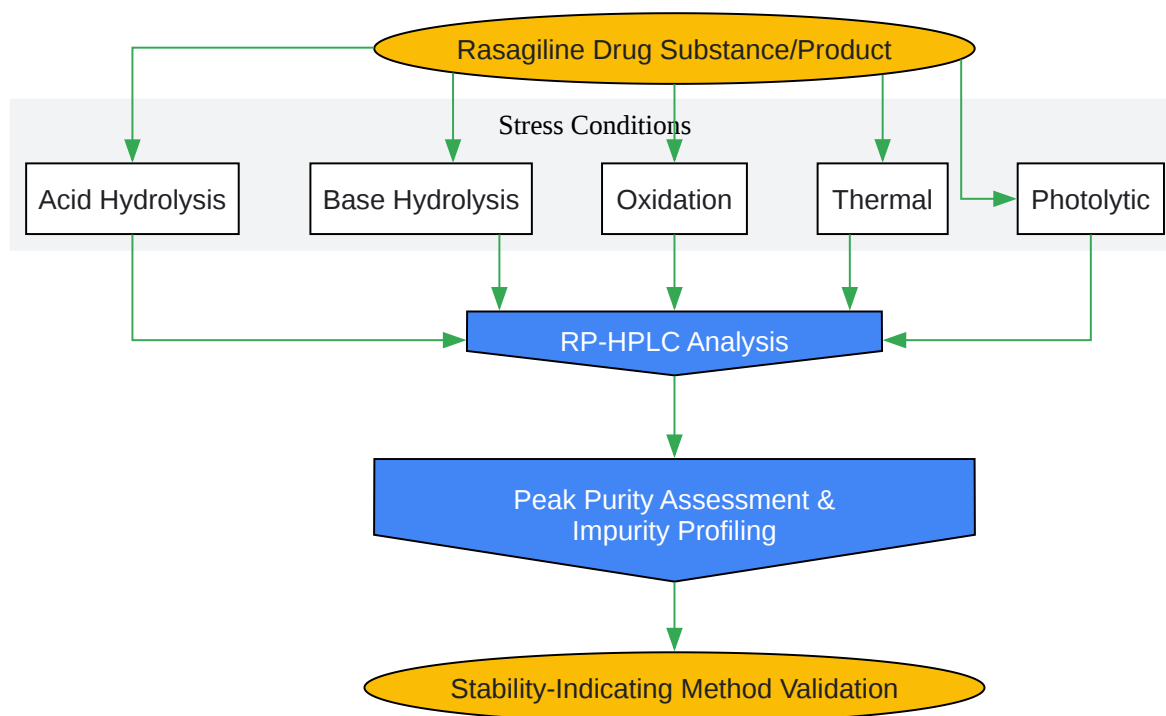 Rasagiline Drug Substance/Product
Stress Conditions
Acid Hydrolysis
Base Hydrolysis
Oxidation
Thermal
Photolytic
RP-HPLC Analysis
Peak Purity Assessment &
Impurity Profiling
Stability-Indicating Method Validation